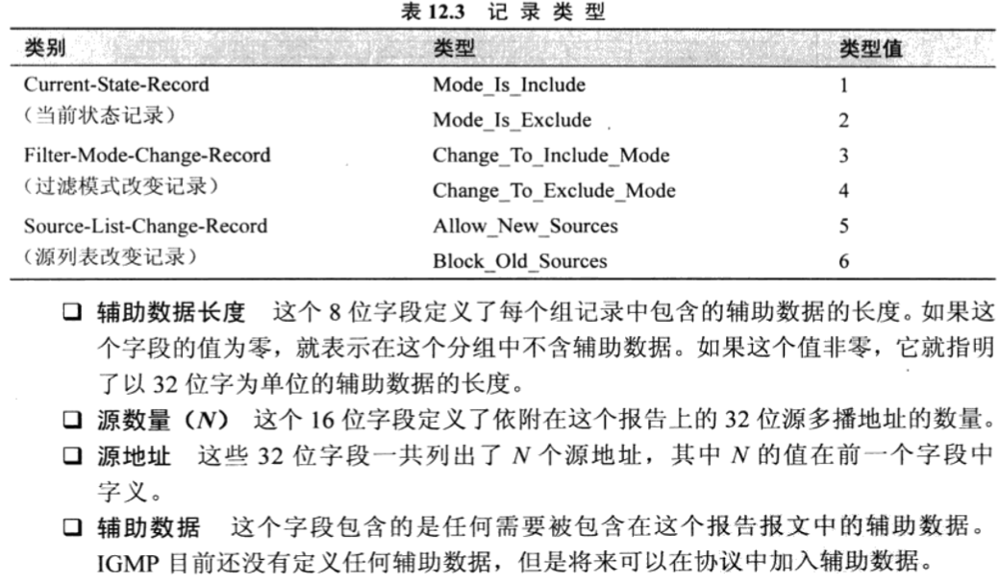 表 12.3 记 录 类 型
类别 类型 类型值
Current-State-Record Mode_Is_Include 1
（当前状态记录） Mode_Is_Exclude 2
Filter-Mode-Change-Record Change_To_Include_Mode 3
（过滤模式改变记录） Change_To_Exclude_Mode 4
Source-List-Change-Record Allow_New_Sources 5
（源列表改变记录） Block_Old_Sources 6
❑ 辅助数据长度 这个 8 位字段定义了每个组记录中包含的辅助数据的长度。如果这
个字段的值为零，就表示在这个分组中不含辅助数据。如果这个值非零，它就指明
了以 32 位字为单位的辅助数据的长度。
❑ 源数量（N） 这个 16 位字段定义了依附在这个报告上的 32 位源多播地址的数量。
❑ 源地址 这些 32 位字段一共列出了 N 个源地址，其中 N 的值在前一个字段中
字义。
❑ 辅助数据 这个字段包含的是任何需要被包含在这个报告报文中的辅助数据。
IGMP 目前还没有定义任何辅助数据，但是将来可以在协议中加入辅助数据。